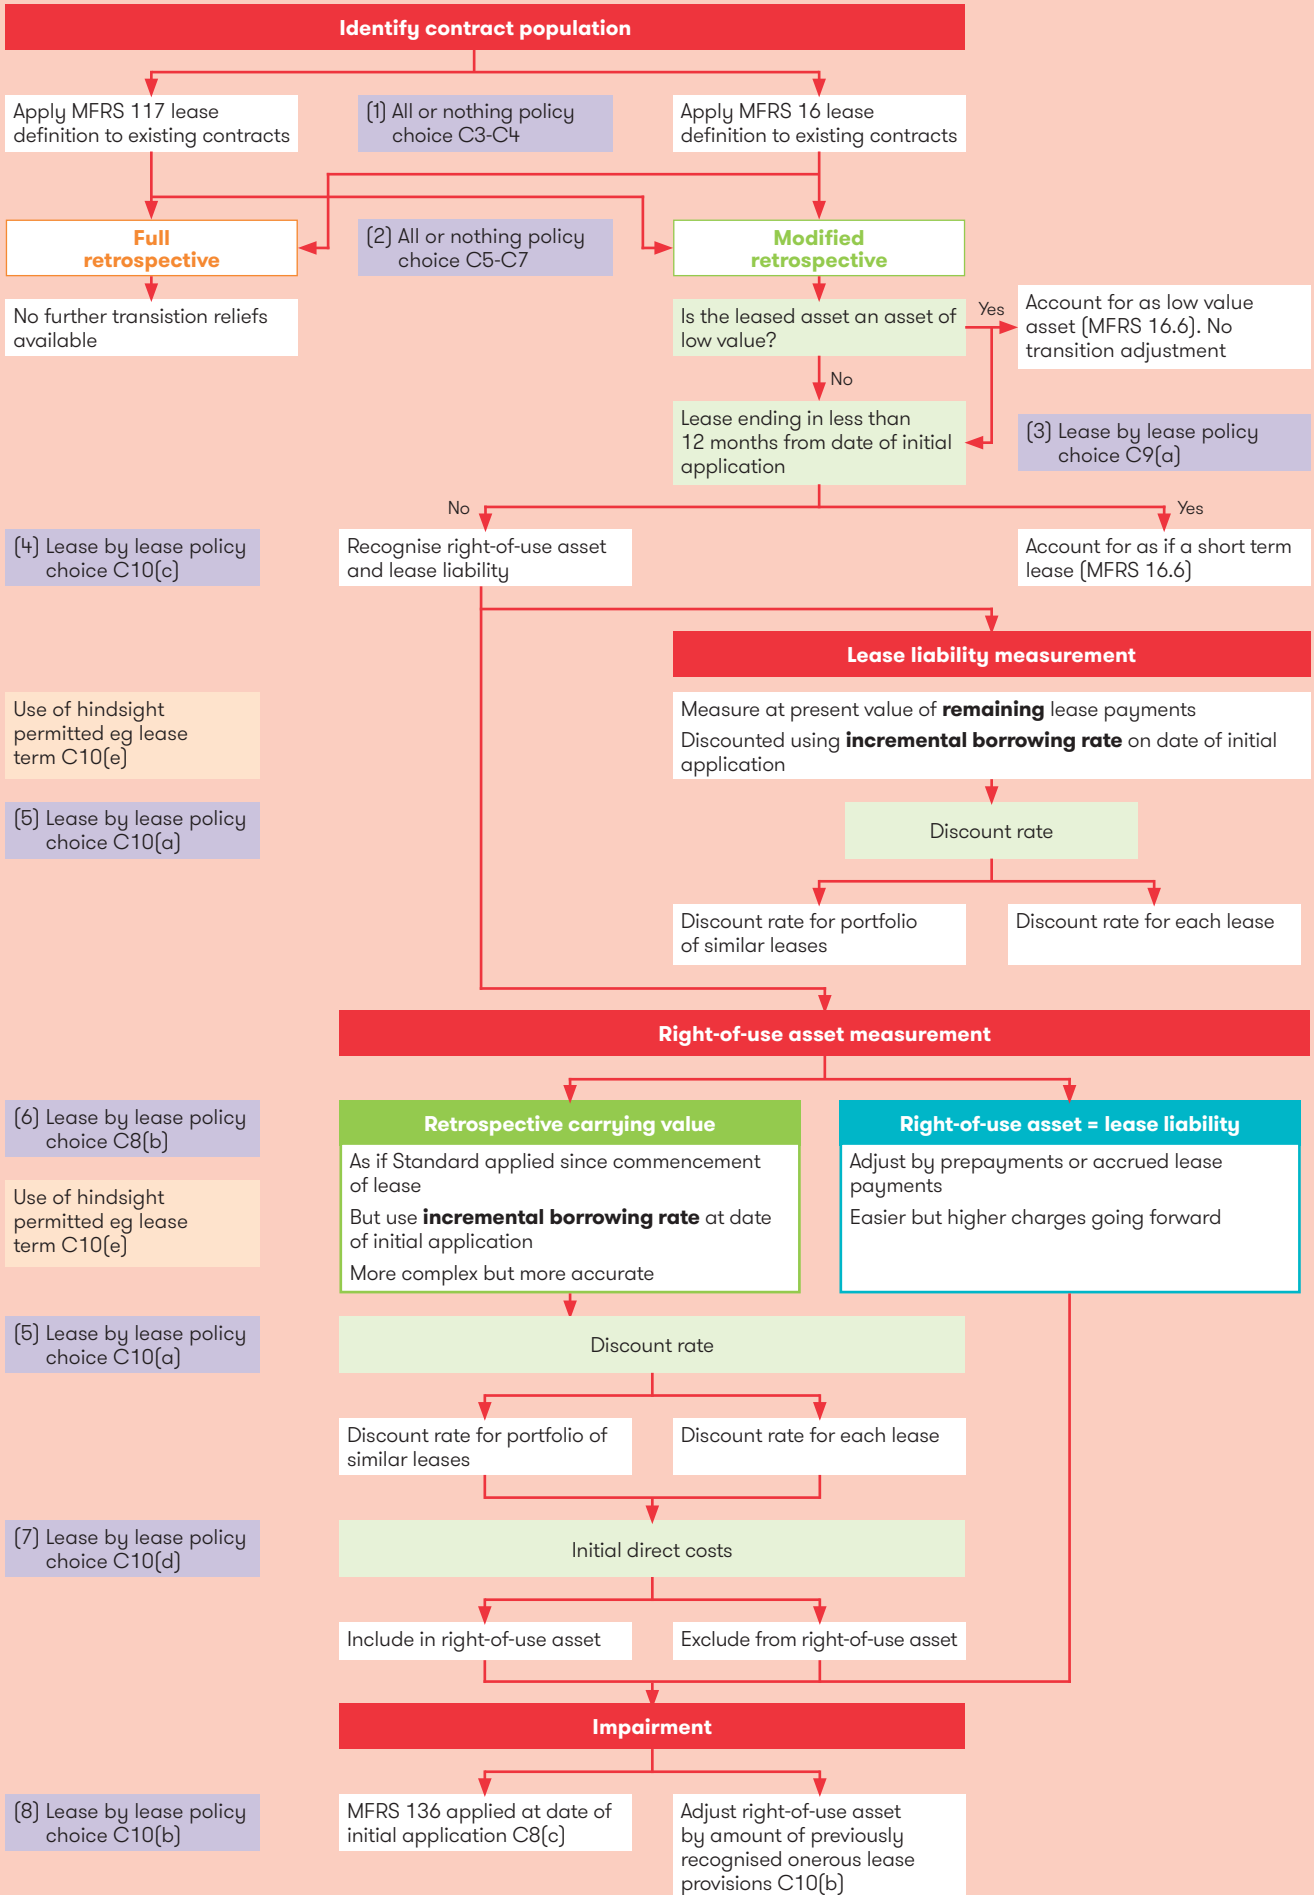 Identify contract population
Apply MFRS 117 lease
definition to existing contracts
(1) All or nothing policy
choice C3-C4
Apply MFRS 16 lease
definition to existing contracts
Full
retrospective
(2) All or nothing policy
choice C5-C7
Modified
retrospective
No further transistion reliefs
available
Is the leased asset an asset of
low value?
Yes
Account for as low value
asset (MFRS 16.6). No
transition adjustment
No
Lease ending in less than
12 months from date of initial
application
(3) Lease by lease policy
choice C9(a)
No
Yes
(4) Lease by lease policy
choice C10(c)
Recognise right-of-use asset
and lease liability
Account for as if a short term
lease (MFRS 16.6)
Lease liability measurement
Use of hindsight
permitted eg lease
term C10(e)
Measure at present value of remaining lease payments
Discounted using incremental borrowing rate on date of initial
application
(5) Lease by lease policy
choice C10(a)
Discount rate
Discount rate for portfolio
of similar leases
Discount rate for each lease
Right-of-use asset measurement
(6) Lease by lease policy
choice C8(b)
Retrospective carrying value
As if Standard applied since commencement
of lease
But use incremental borrowing rate at date
of initial application
More complex but more accurate
Right-of-use asset = lease liability
Adjust by prepayments or accrued lease
payments
Easier but higher charges going forward
Use of hindsight
permitted eg lease
term C10(e)
(5) Lease by lease policy
choice C10(a)
Discount rate
Discount rate for portfolio of
similar leases
Discount rate for each lease
(7) Lease by lease policy
choice C10(d)
Initial direct costs
Include in right-of-use asset
Exclude from right-of-use asset
Impairment
(8) Lease by lease policy
choice C10(b)
MFRS 136 applied at date of
initial application C8(c)
Adjust right-of-use asset
by amount of previously
recognised onerous lease
provisions C10(b)